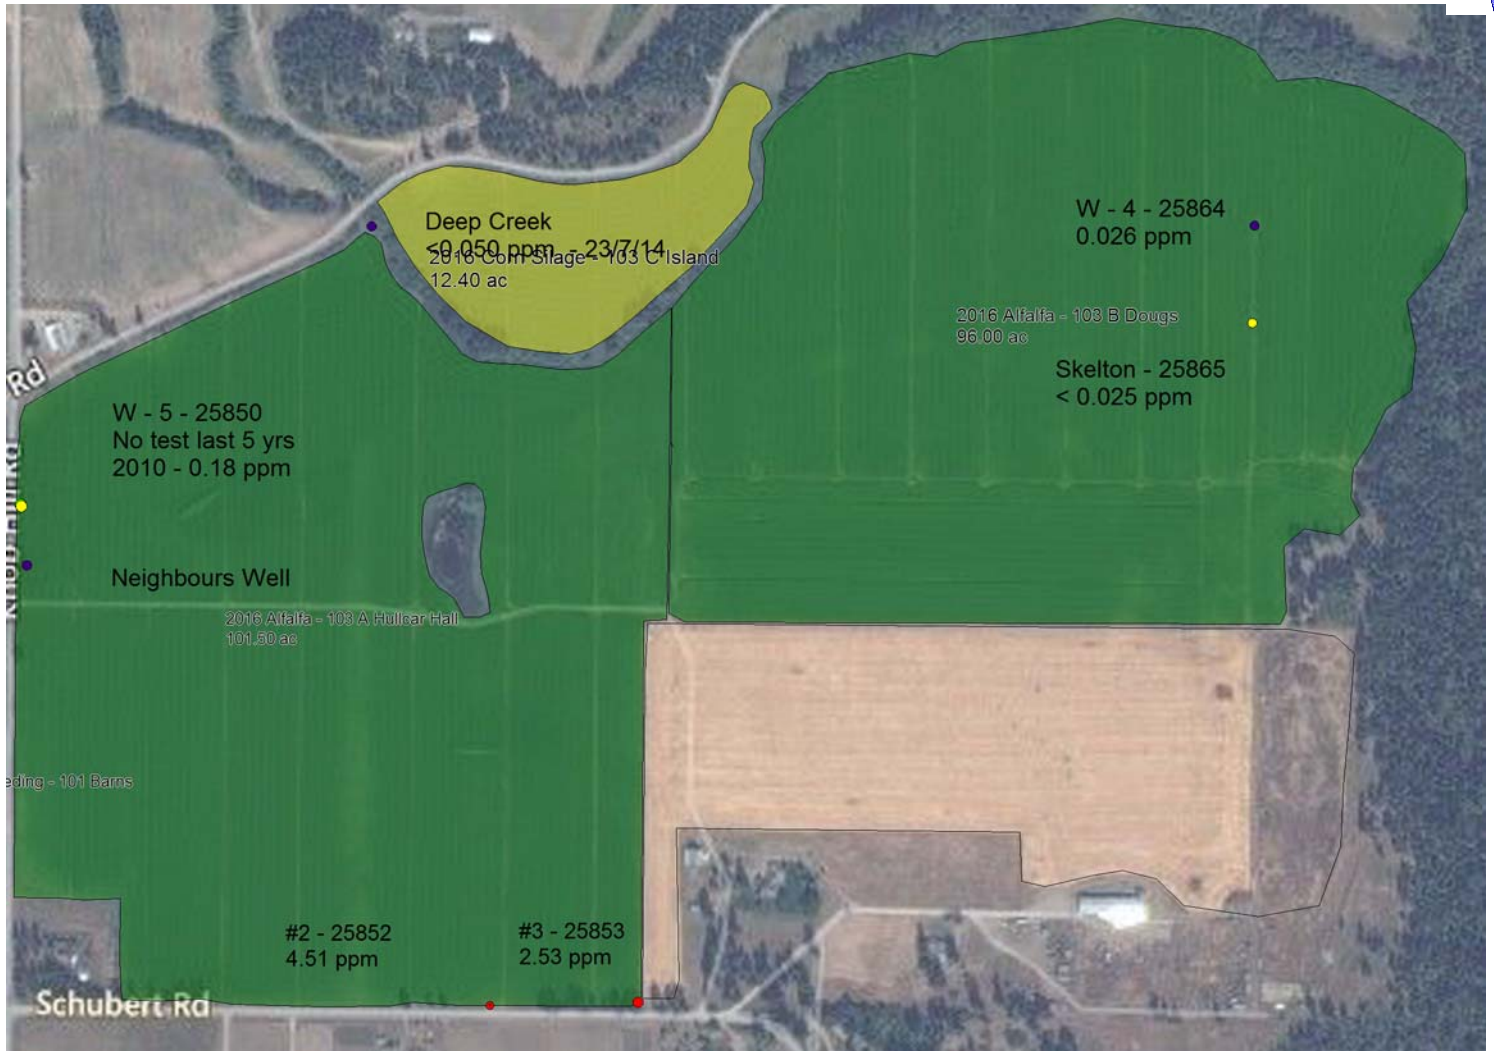 Deep Creek
<0.050 ppm - 23/7/14
2016 Corn Silage - 103 C Island
12.40 ac
W - 4 - 25864
0.026 ppm
2016 Alfalfa - 103 B Dougs
96.00 ac
Skelton - 25865
< 0.025 ppm
Rd
W - 5 - 25850
No test last 5 yrs
2010 - 0.18 ppm
Rd
Neighbours Well
2016 Alfalfa - 103 A Hullcar Hall
101.50 ac
eding - 101 Barns
#2 - 25852
4.51 ppm
#3 - 25853
2.53 ppm
Schubert Rd